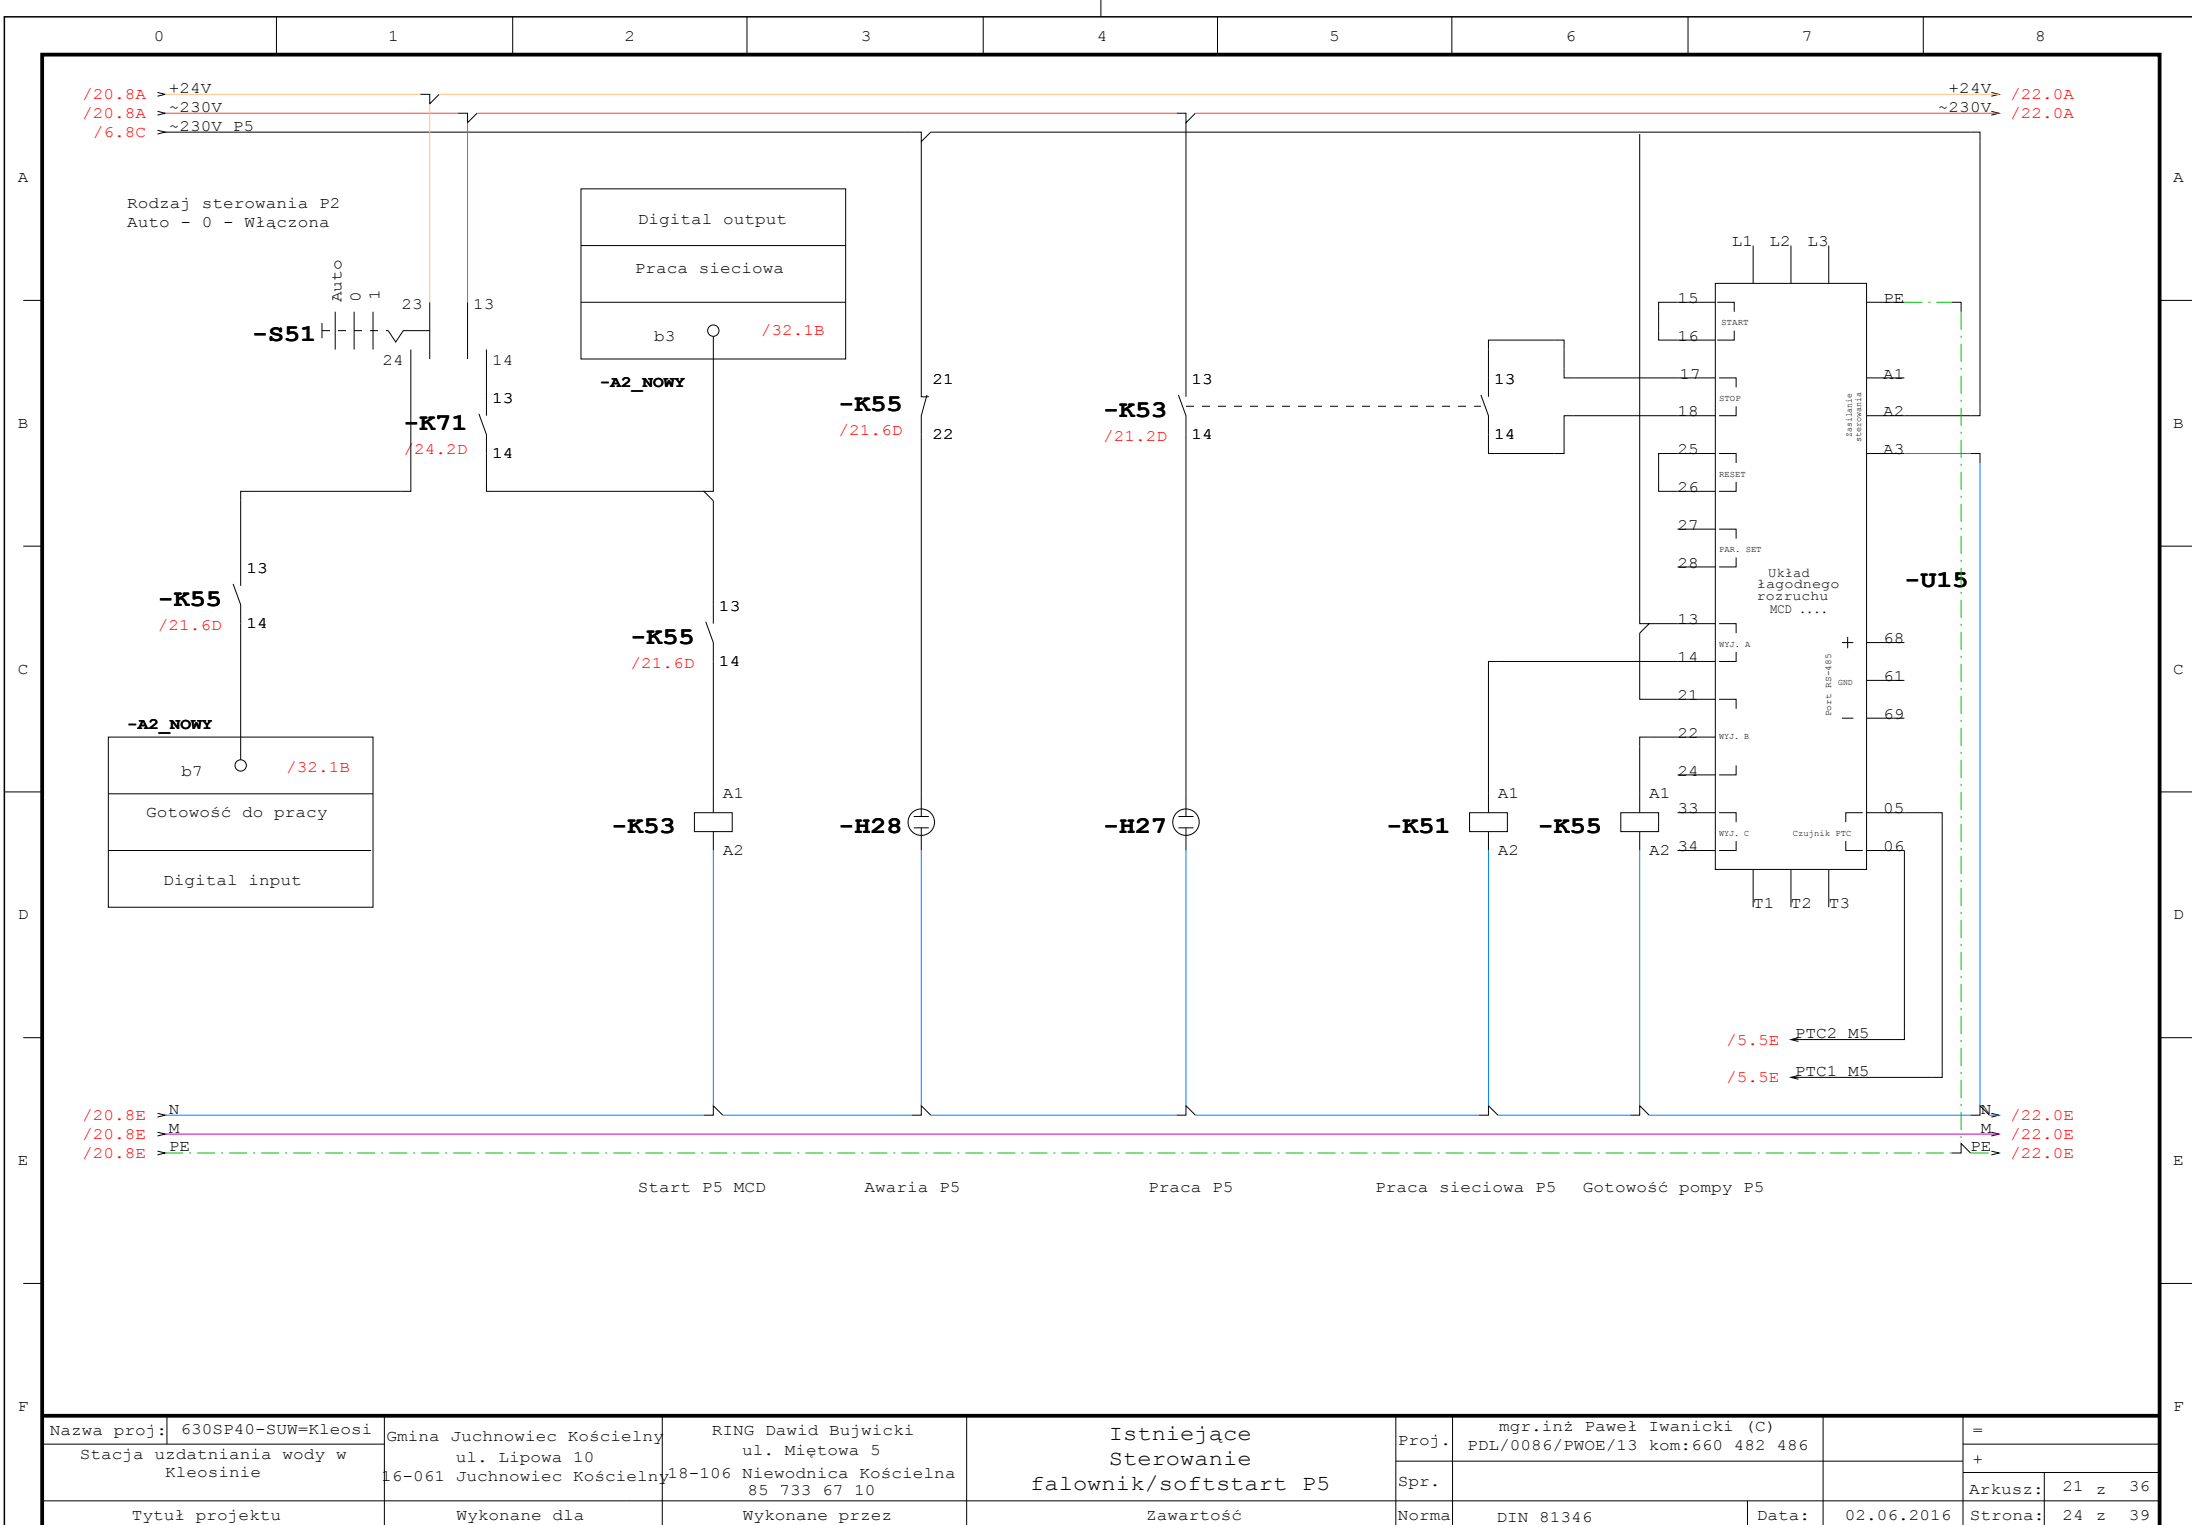 0 1 2 3 4 5 6 7 8
/20.8A +24V +24V /22.0A
/20.8A ~230V ~230V /22.0A
/6.8C ~230V P5
A A
Rodzaj sterowania P2
Auto - 0 - Włączona
Digital output
Praca sieciowa
b3 /32.1B
-A2_NOWY
Auto
0
1
-S51
23 13
24 14
13
-K71
/24.2D 14
21
-K55
/21.6D 22
13
-K53
/21.2D 14
13
14
B B
L1 L2 L3
15 PE
START
16
17 A1
STOP
18 A2
Zasilanie
sterowania
25 A3
RESET
26
27
PAR. SET
28
Układ
łagodnego
rozruchu
MCD ....
-U15
13
WYJ. A
14
21
22 WYJ. B
24
33
WYJ. C
34
+ 68
GND 61
- 69
Port RS-485
05
Czujnik PTC
06
T1 T2 T3
13
-K55
/21.6D 14
13
-K55
/21.6D 14
C C
-A2_NOWY
b7 /32.1B
Gotowość do pracy
Digital input
A1
-K53
A2
-H28
-H27
A1
-K51
A2
A1
-K55
A2
D D
/5.5E PTC2 M5
/5.5E PTC1 M5
/20.8E N N /22.0E
/20.8E M M /22.0E
/20.8E PE PE /22.0E
E E
Start P5 MCD Awaria P5 Praca P5 Praca sieciowa P5 Gotowość pompy P5
F F
Nazwa proj: 630SP40-SUW=Kleosi
Stacja uzdatniania wody w
Kleosinie
Tytuł projektu
Gmina Juchnowiec Kościelny
ul. Lipowa 10
16-061 Juchnowiec Kościelny
Wykonane dla
RING Dawid Bujwicki
ul. Miętowa 5
18-106 Niewodnica Kościelna
85 733 67 10
Wykonane przez
Istniejące
Sterowanie
falownik/softstart P5
Zawartość
Proj. mgr.inż Paweł Iwanicki (C)
PDL/0086/PWOE/13 kom:660 482 486
Spr.
Norma DIN 81346 Data: 02.06.2016
=
+
Arkusz: 21 z 36
Strona: 24 z 39